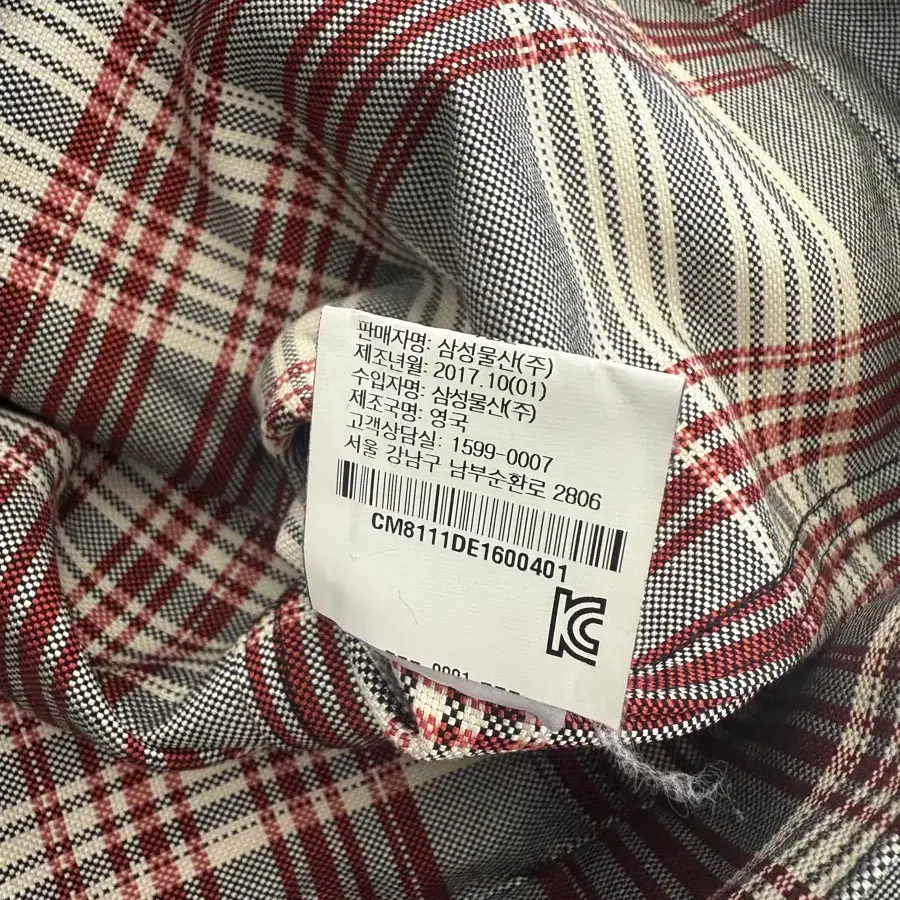 판매자명: 삼성물산(주)
제조년월: 2017.10(01)
수입자명: 삼성물산(주)
제조국명: 영국
고객상담실: 1599-0007
서울 강남구 남부순환로 2806
CM8111DE1600401
KC